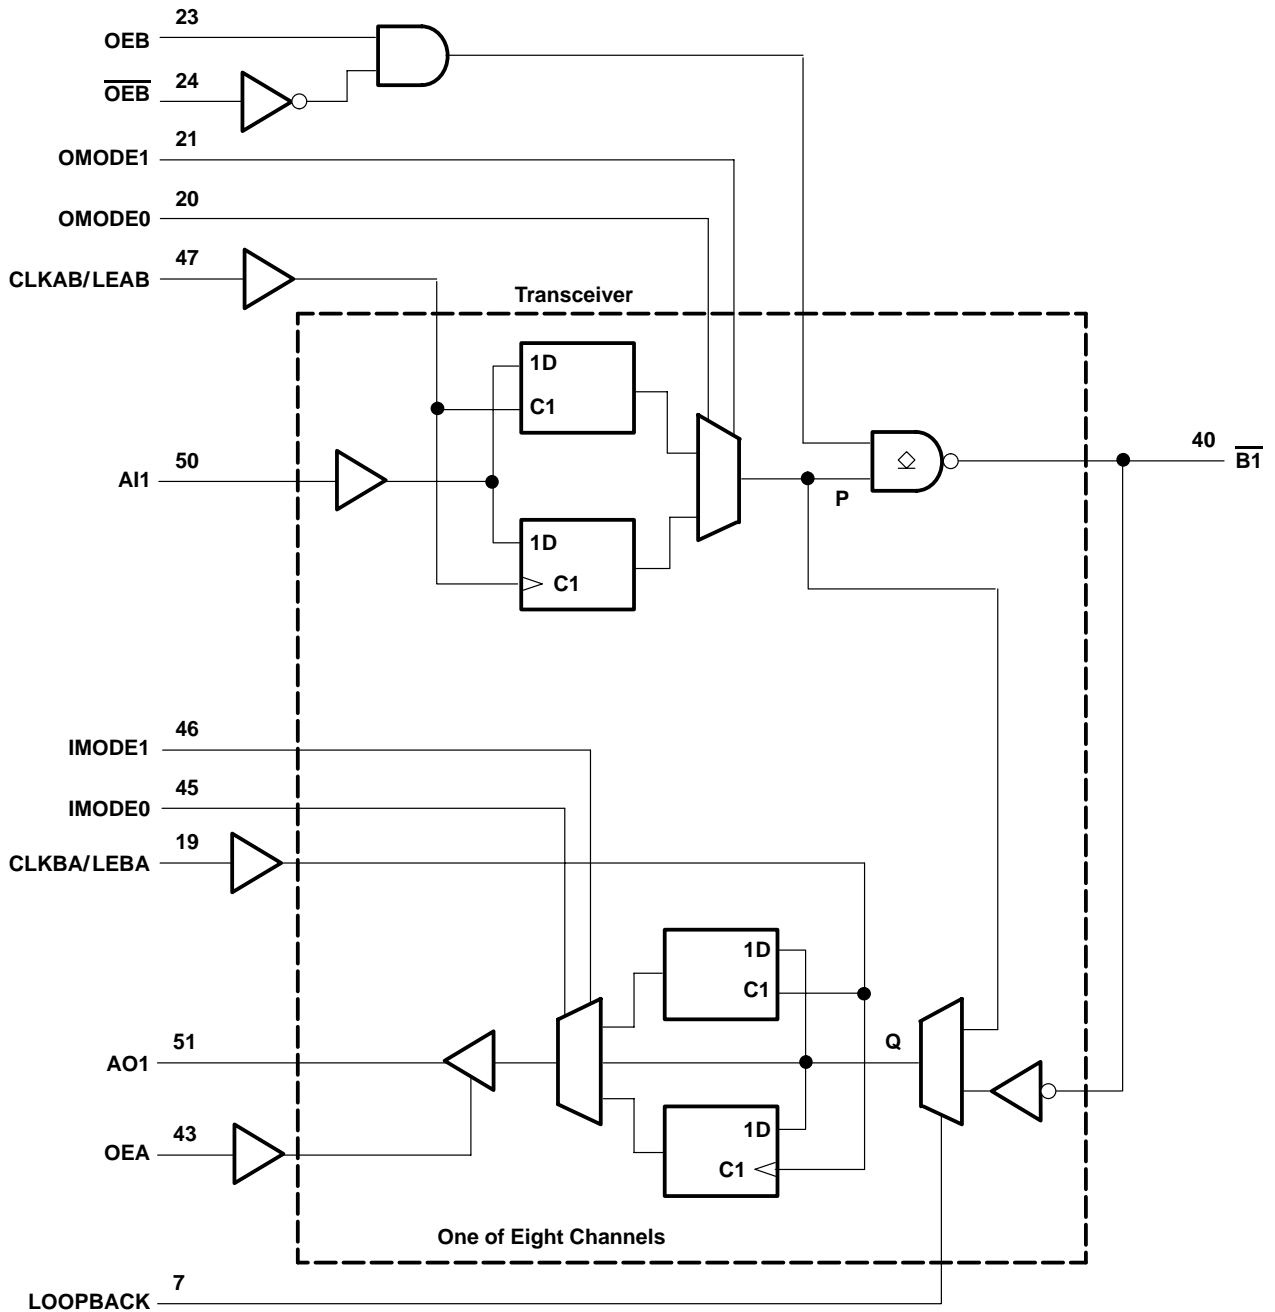 23
OEB
24
O̅E̅B̅
21
OMODE1
20
OMODE0
47
CLKAB/LEAB
Transceiver
1D
C1
50
AI1
40
B̅1̅
P
1D
C1
46
IMODE1
45
IMODE0
19
CLKBA/LEBA
1D
C1
51
AO1
Q
43
OEA
1D
C1
One of Eight Channels
7
LOOPBACK